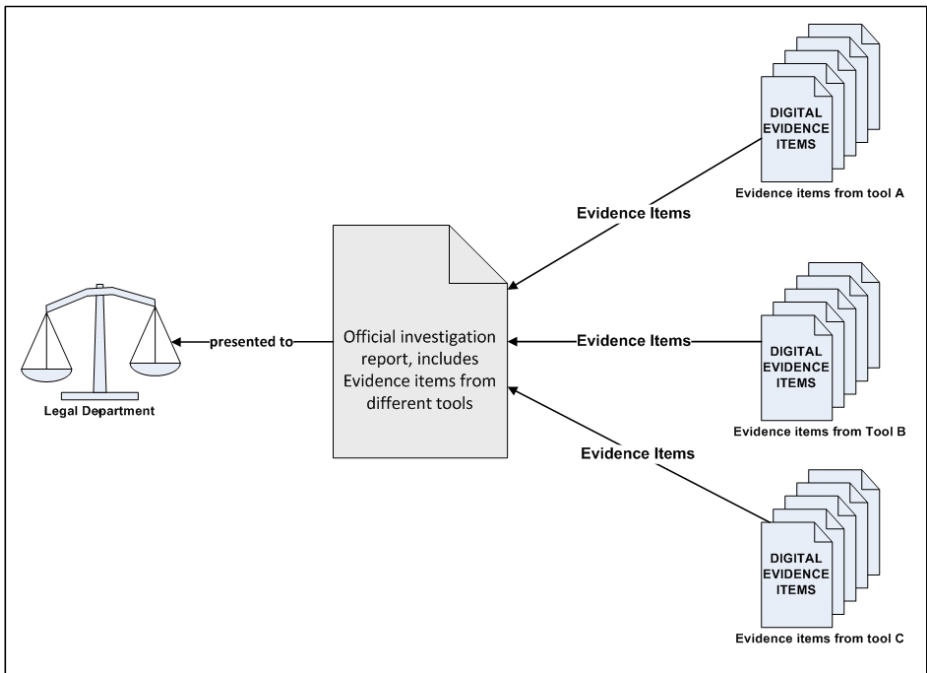 DIGITAL
EVIDENCE
ITEMS
Evidence items from tool A
Evidence Items
Official investigation
report, includes
Evidence items from
different tools
presented to
Legal Department
Evidence Items
DIGITAL
EVIDENCE
ITEMS
Evidence items from Tool B
Evidence Items
DIGITAL
EVIDENCE
ITEMS
Evidence items from tool C